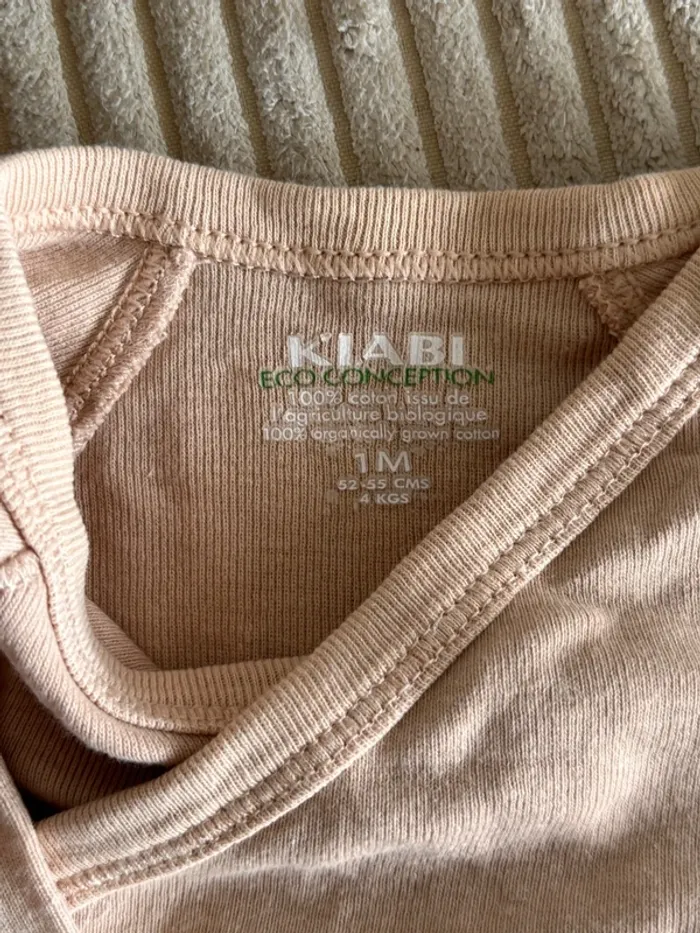 KIABI
ECO CONCEPTION
100% coton issu de
l'agriculture biologique
100% organically grown cotton
1M
52-55 CMS
4 KGS